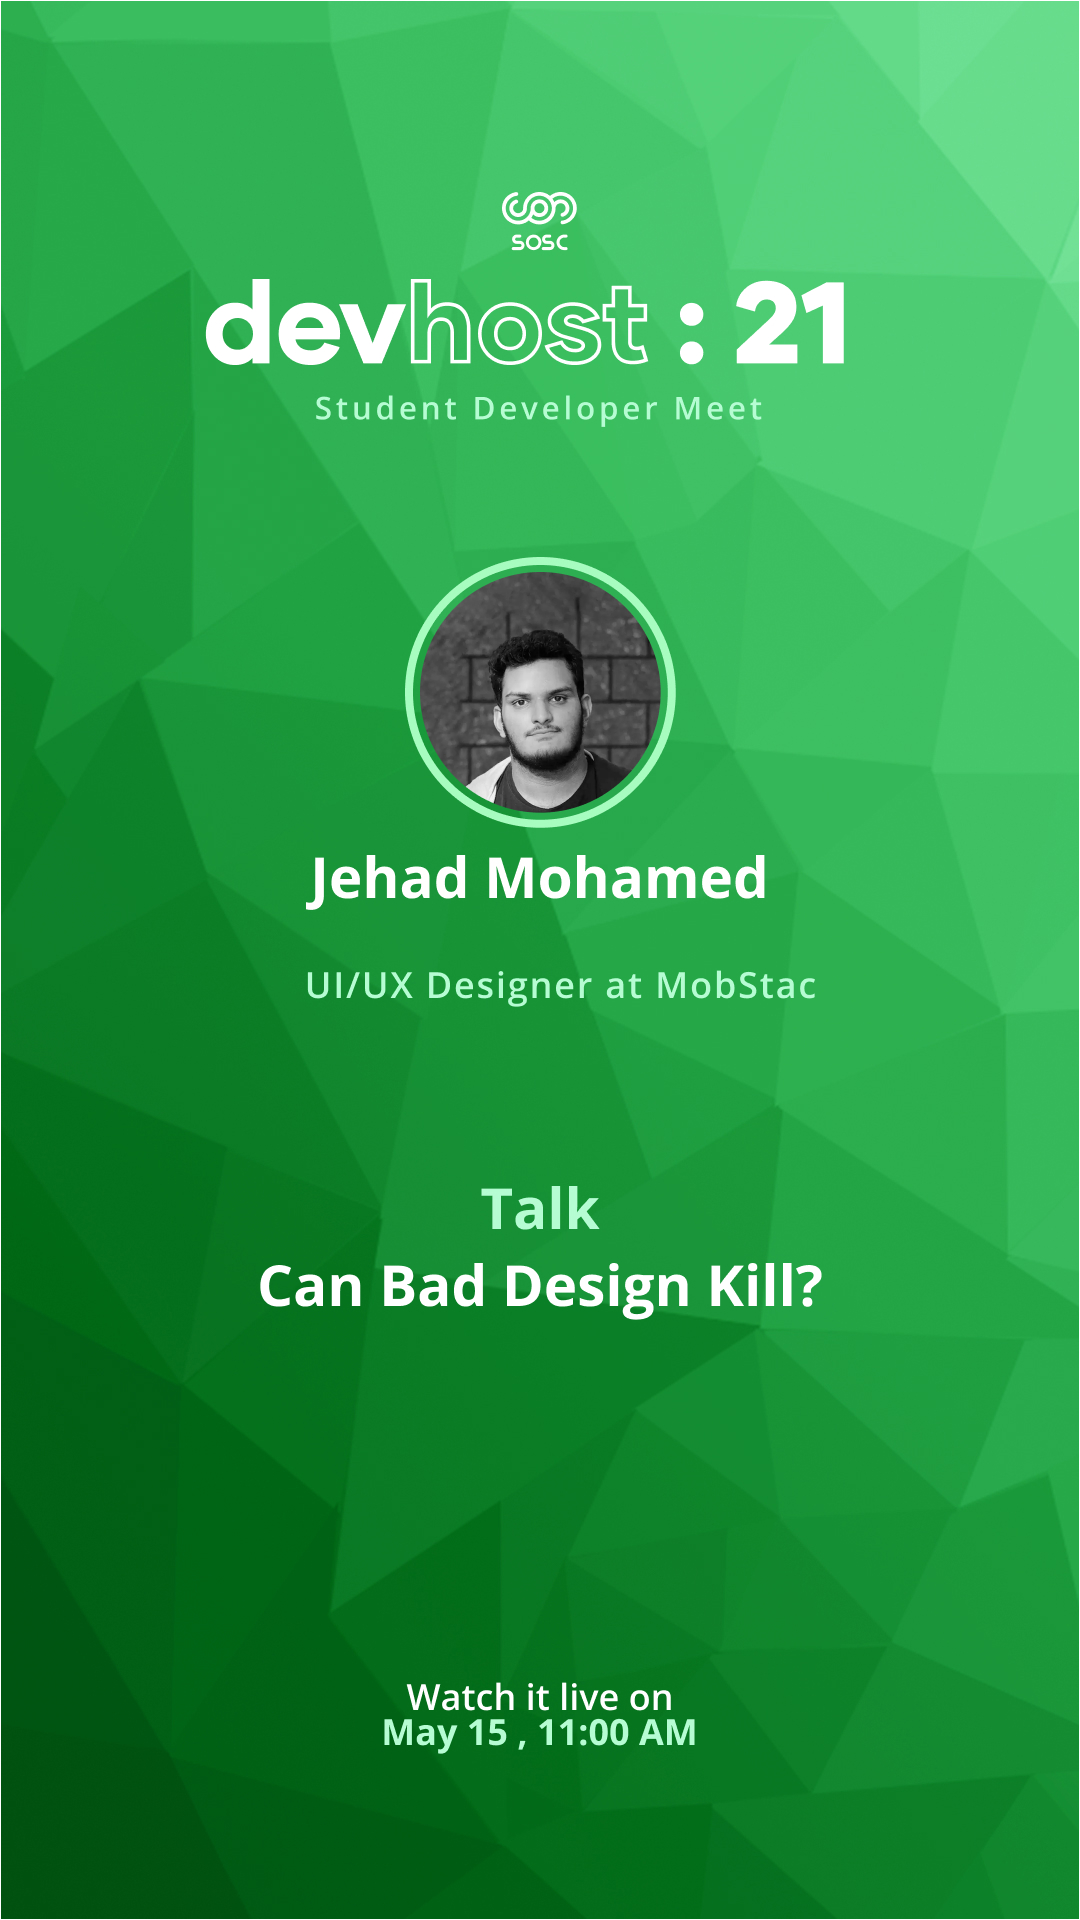 SOSC
devhost : 21
Student Developer Meet
Jehad Mohamed
UI/UX Designer at MobStac
Talk
Can Bad Design Kill?
Watch it live on
May 15 , 11:00 AM